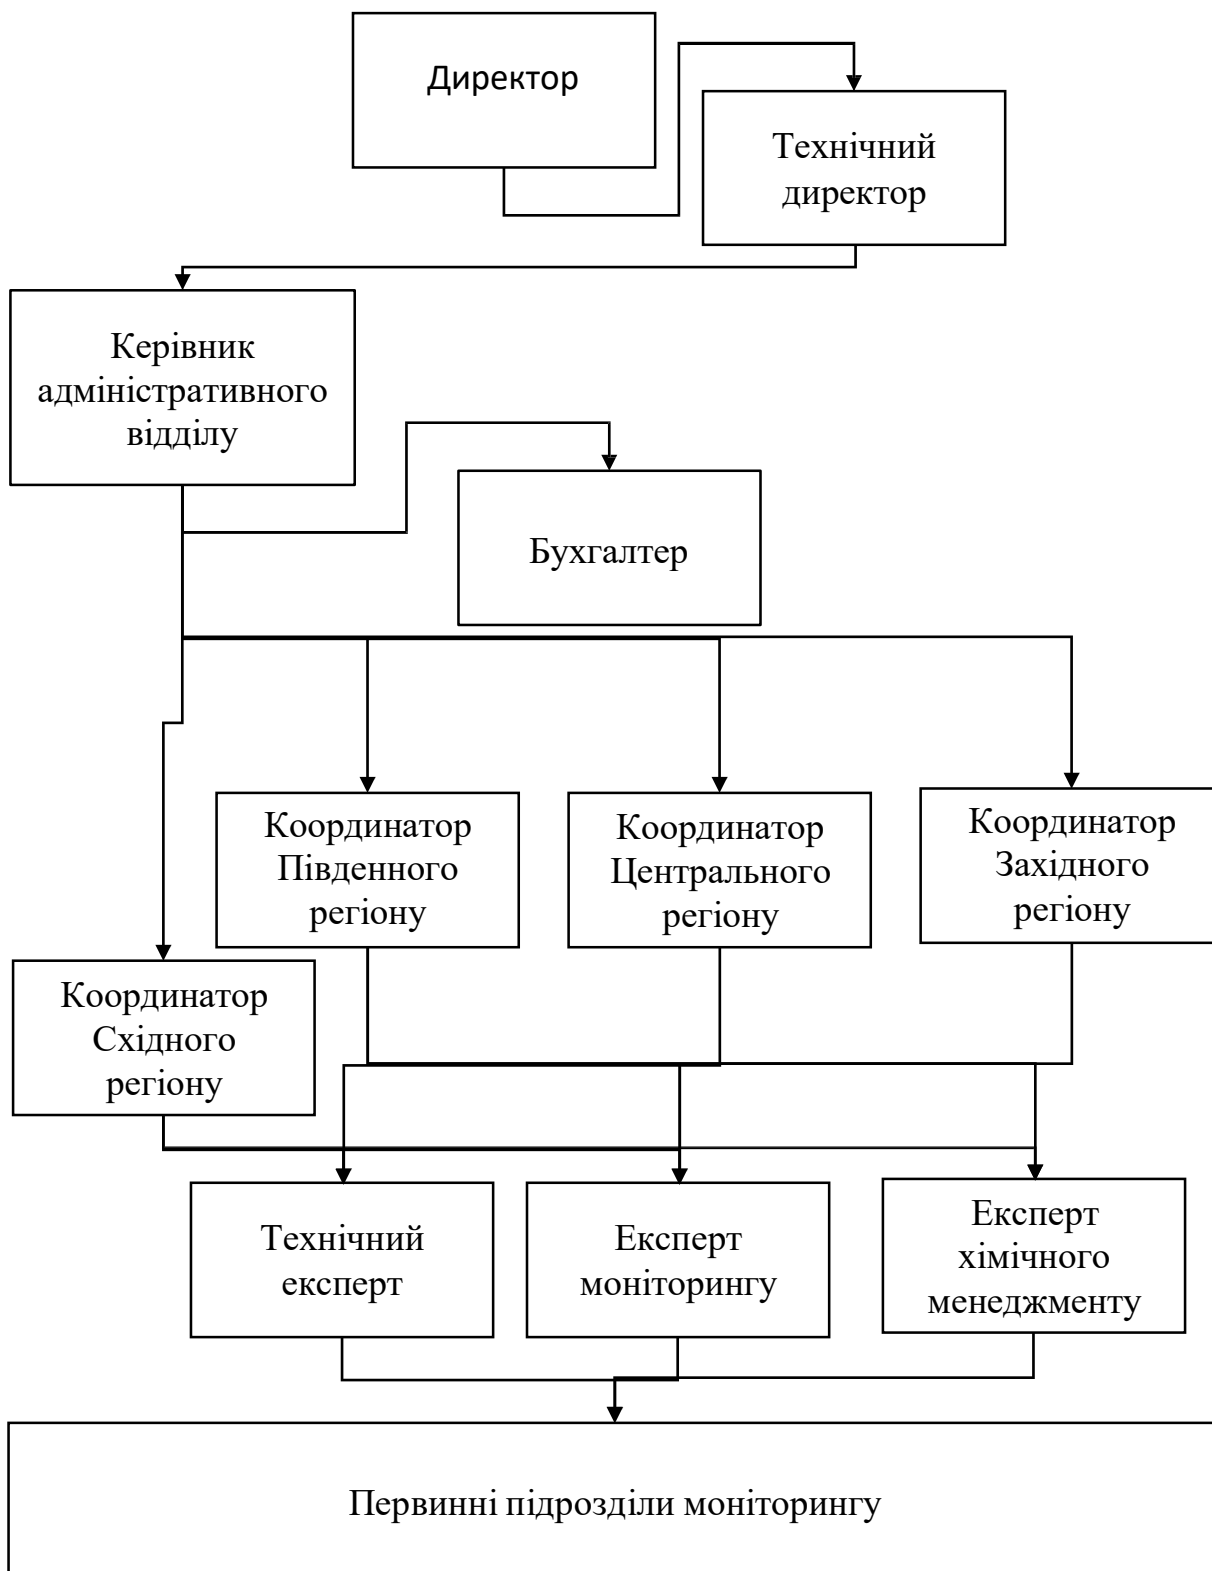 Директор
Технічний
директор
Керівник
адміністративного
відділу
Бухгалтер
Координатор
Південного
регіону
Координатор
Центрального
регіону
Координатор
Західного
регіону
Координатор
Східного
регіону
Технічний
експерт
Експерт
моніторингу
Експерт
хімічного
менеджменту
Первинні підрозділи моніторингу